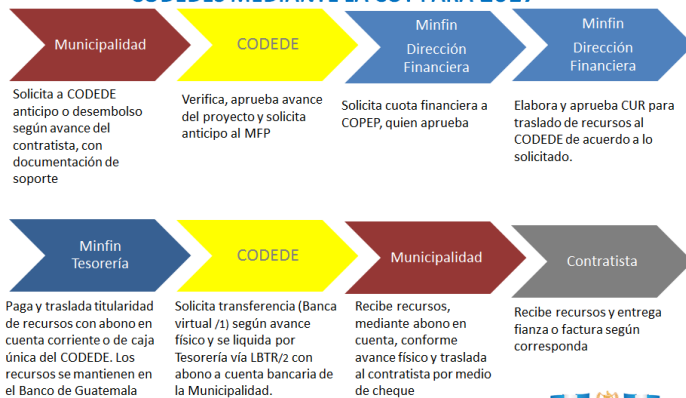 CODEDES MEDIANTE LA CUT PARA 2017
Municipalidad
Solicita a CODEDE
anticipo o desembolso
según avance del
contratista, con
documentación de
soporte
CODEDE
Verifica, aprueba avance
del proyecto y solicita
anticipo al MFP
Minfin
Dirección
Financiera
Solicita cuota financiera a
COPEP, quien aprueba
Minfin
Dirección
Financiera
Elabora y aprueba CUR para
traslado de recursos al
CODEDE de acuerdo a lo
solicitado.
Minfin
Tesorería
Paga y traslada titularidad
de recursos con abono en
cuenta corriente o de caja
única del CODEDE. Los
recursos se mantienen en
el Banco de Guatemala
CODEDE
Solicita transferencia (Banca
virtual /1) según avance
físico y se liquida por
Tesorería vía LBTR/2 con
abono a cuenta bancaria de
la Municipalidad.
Municipalidad
Recibe recursos,
mediante abono en
cuenta, conforme
avance físico y traslada
al contratista por medio
de cheque
Contratista
Recibe recursos y entrega
fianza o factura según
corresponda